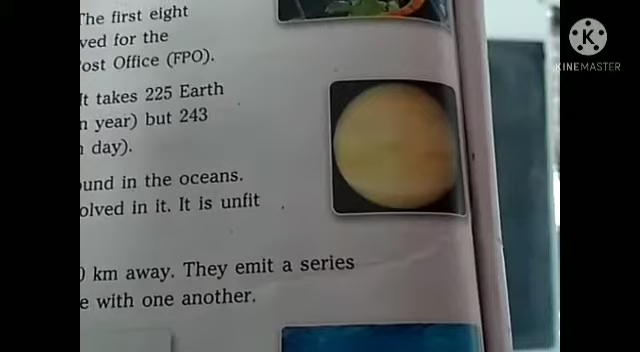 The first eight
ved for the
ost Office (FPO).
It takes 225 Earth
year) but 243
day).
und in the oceans.
olved in it. It is unfit
km away. They emit a series
e with one another.
KINEMASTER